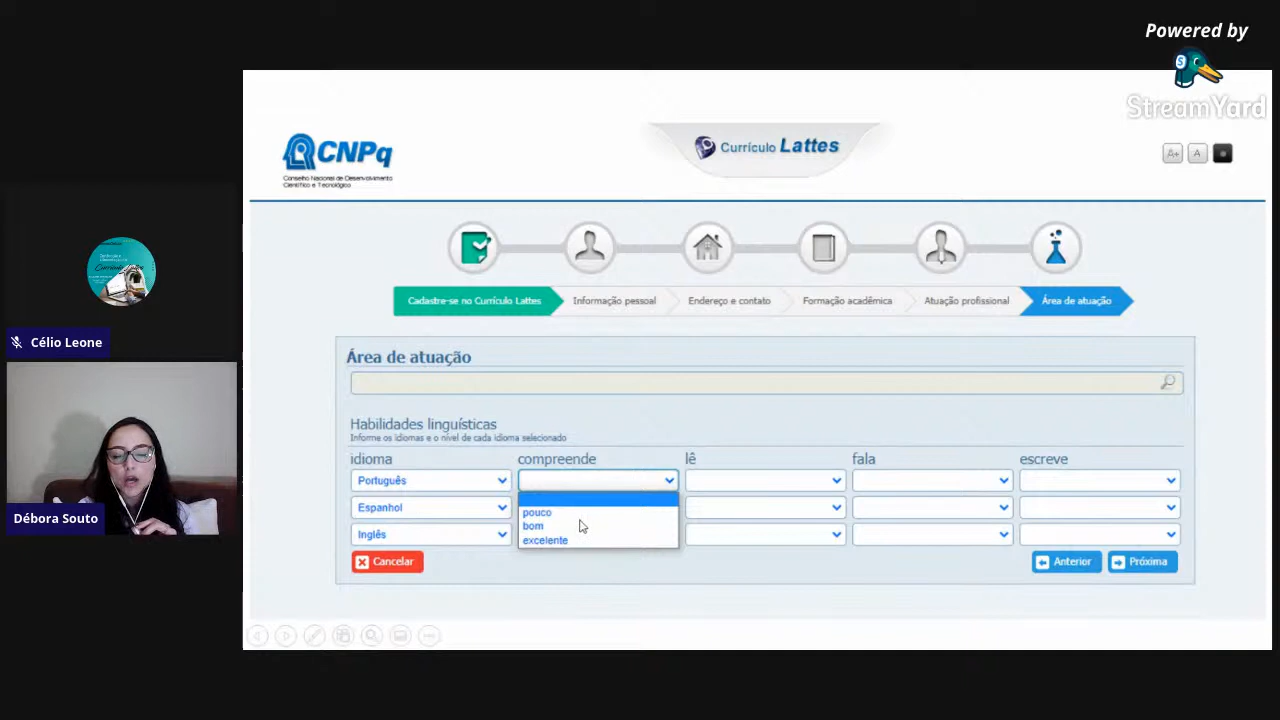 Powered by
StreamYard
CNPq
Conselho Nacional de Desenvolvimento
Científico e Tecnológico
Currículo Lattes
A+ A
Cadastre-se no Currículo Lattes Informação pessoal Endereço e contato Formação acadêmica Atuação profissional Área de atuação
Área de atuação
Habilidades linguísticas
Informe os idiomas e o nível de cada idioma selecionado
idioma compreende lê fala escreve
Português
Espanhol
Inglês
pouco
bom
excelente
Cancelar
Anterior Próxima
Célio Leone
Débora Souto